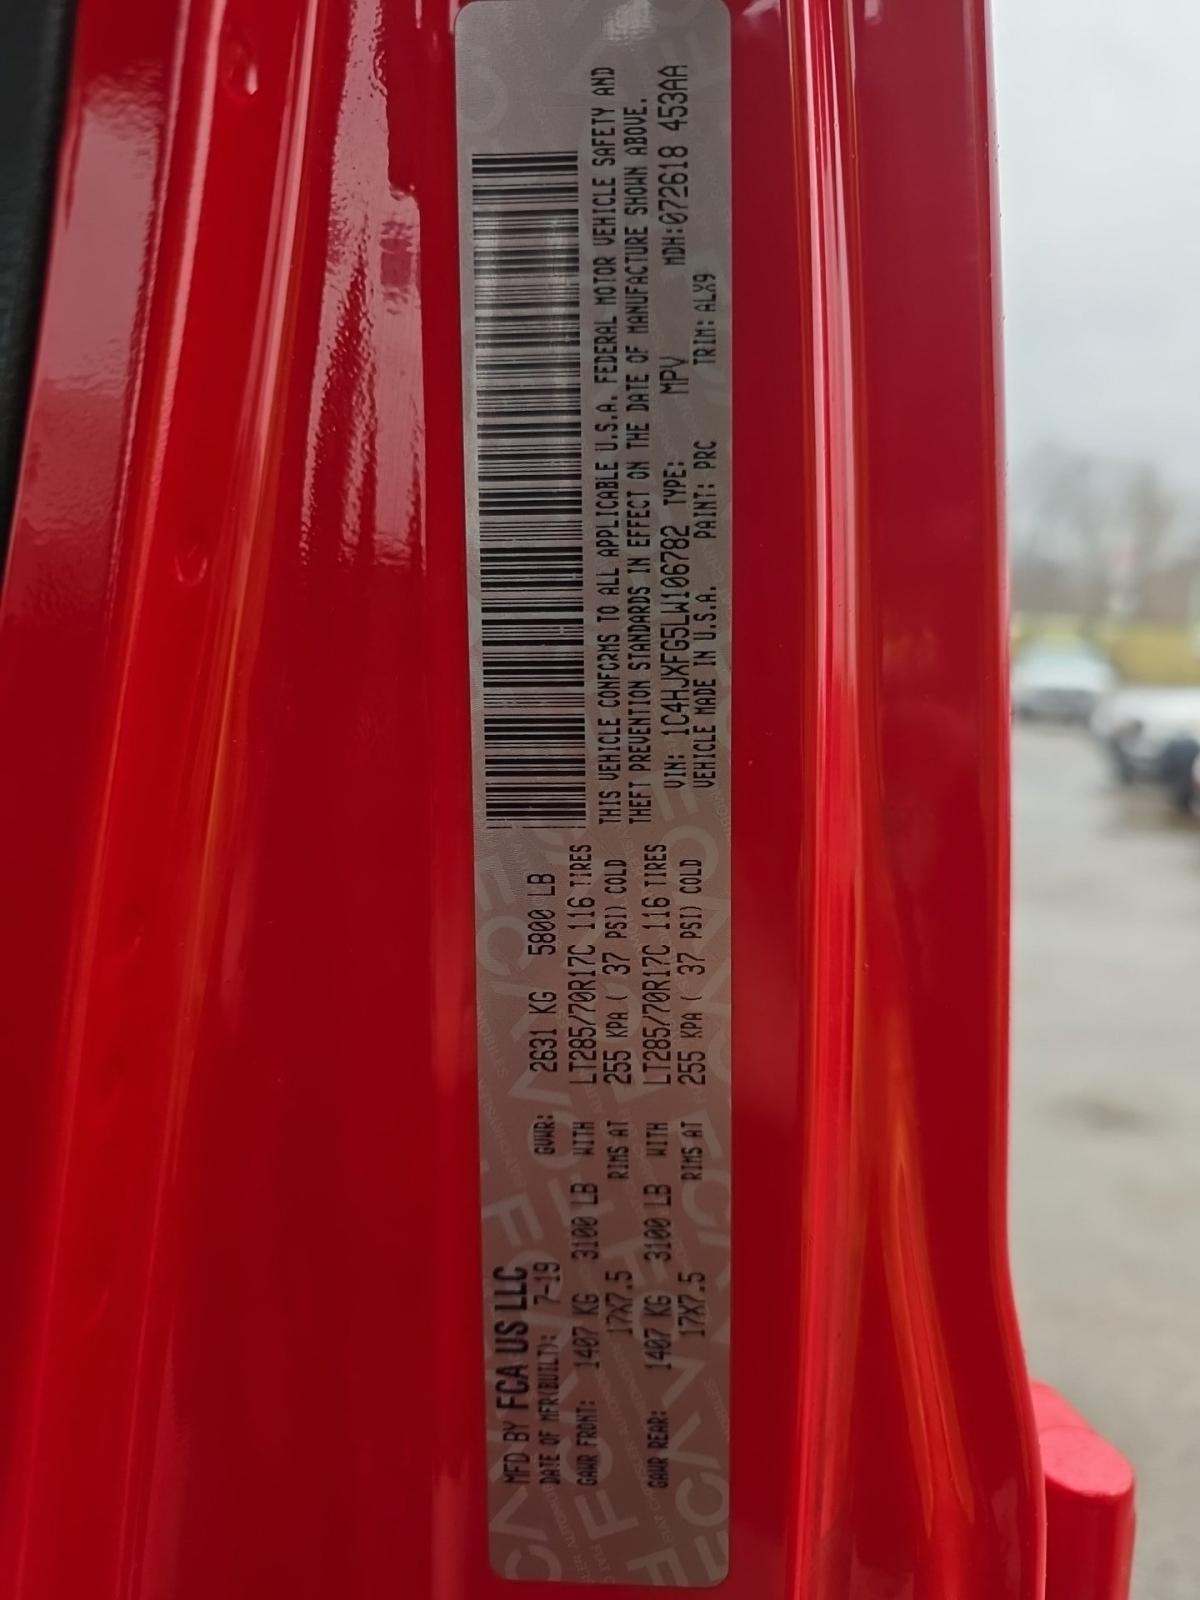 MFD BY FCA US LLC
DATE OF MFR(BUILT): 7-19 GVWR: 2631 KG 5800 LB
GAWR FRONT: 1407 KG 3100 LB WITH LT285/70R17C 116 TIRES
17X7.5 RIMS AT 255 KPA ( 37 PSI) COLD
GAWR REAR: 1407 KG 3100 LB WITH LT285/70R17C 116 TIRES
17X7.5 RIMS AT 255 KPA ( 37 PSI) COLD
THIS VEHICLE CONFORMS TO ALL APPLICABLE U.S.A. FEDERAL MOTOR VEHICLE SAFETY AND
THEFT PREVENTION STANDARDS IN EFFECT ON THE DATE OF MANUFACTURE SHOWN ABOVE.
VIN: 1C4HJXFG5LW106782 TYPE: MPV MDH:072618 453AA
VEHICLE MADE IN U.S.A. PAINT: PRC TRIM: ALX9